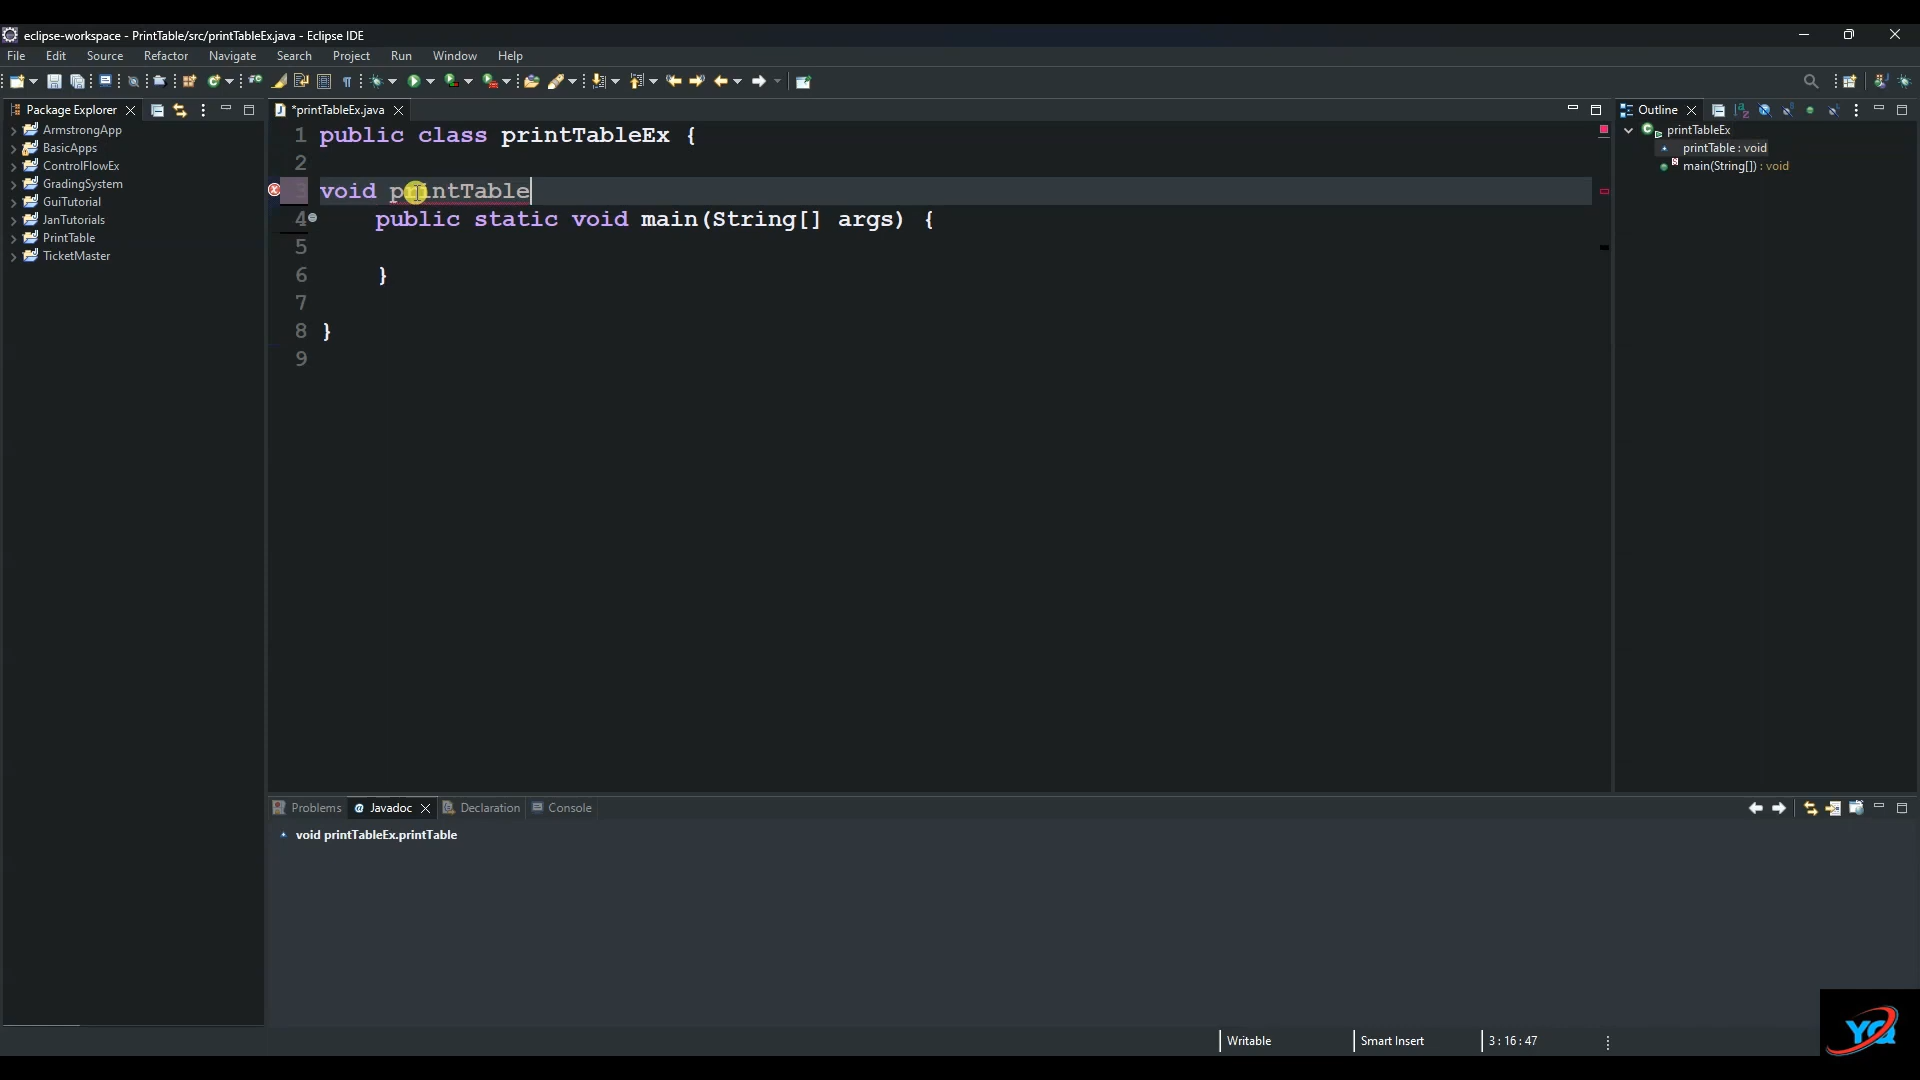 eclipse-workspace - PrintTable/src/printTableEx.java - Eclipse IDE
File Edit Source Refactor Navigate Search Project Run Window Help
Package Explorer
ArmstrongApp
BasicApps
ControlFlowEx
GradingSystem
GuiTutorial
JanTutorials
PrintTable
TicketMaster
*printTableEx.java
1 public class printTableEx {
2
3 void printTable
4 public static void main(String[] args) {
5
6 }
7
8 }
9
Outline
printTableEx
printTable : void
main(String[]) : void
Problems Javadoc Declaration Console
void printTableEx.printTable
Writable Smart Insert 3 : 16 : 47
YQ